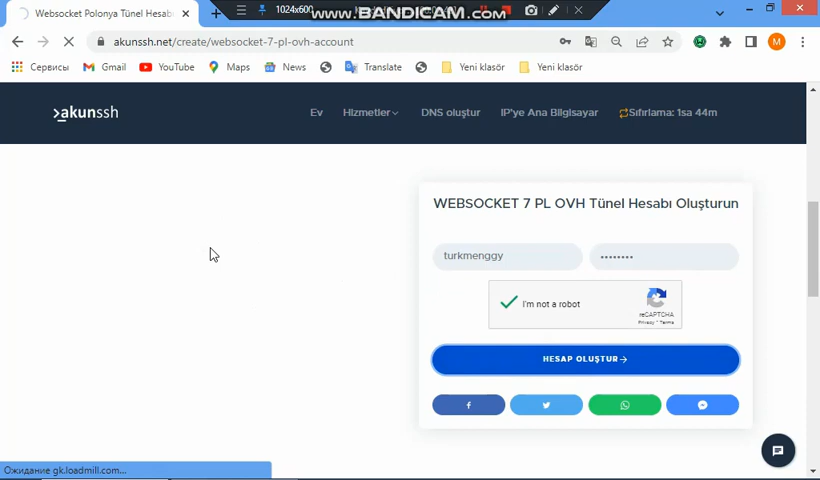 Websocket Polonya Tünel Hesabı
1024x600
www.BANDICAM.com
akunssh.net/create/websocket-7-pl-ovh-account
M
Сервисы
Gmail
YouTube
Maps
News
Translate
Yeni klasör
Yeni klasör
>akunssh
Ev
Hizmetler
DNS oluştur
IP'ye Ana Bilgisayar
Sıfırlama: 1sa 44m
WEBSOCKET 7 PL OVH Tünel Hesabı Oluşturun
turkmenggy
••••••••
I'm not a robot
reCAPTCHA
Privacy • Terms
HESAP OLUŞTUR→
Ожидание gk.loadmill.com...